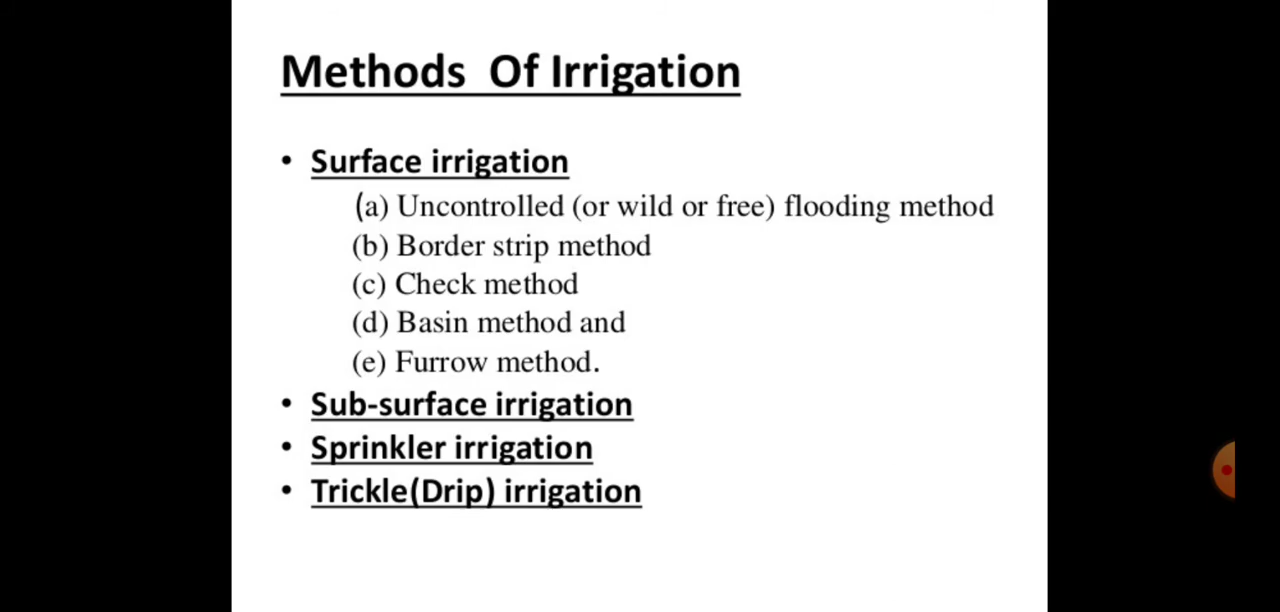 Methods Of Irrigation
• Surface irrigation
(a) Uncontrolled (or wild or free) flooding method
(b) Border strip method
(c) Check method
(d) Basin method and
(e) Furrow method.
• Sub-surface irrigation
• Sprinkler irrigation
• Trickle(Drip) irrigation